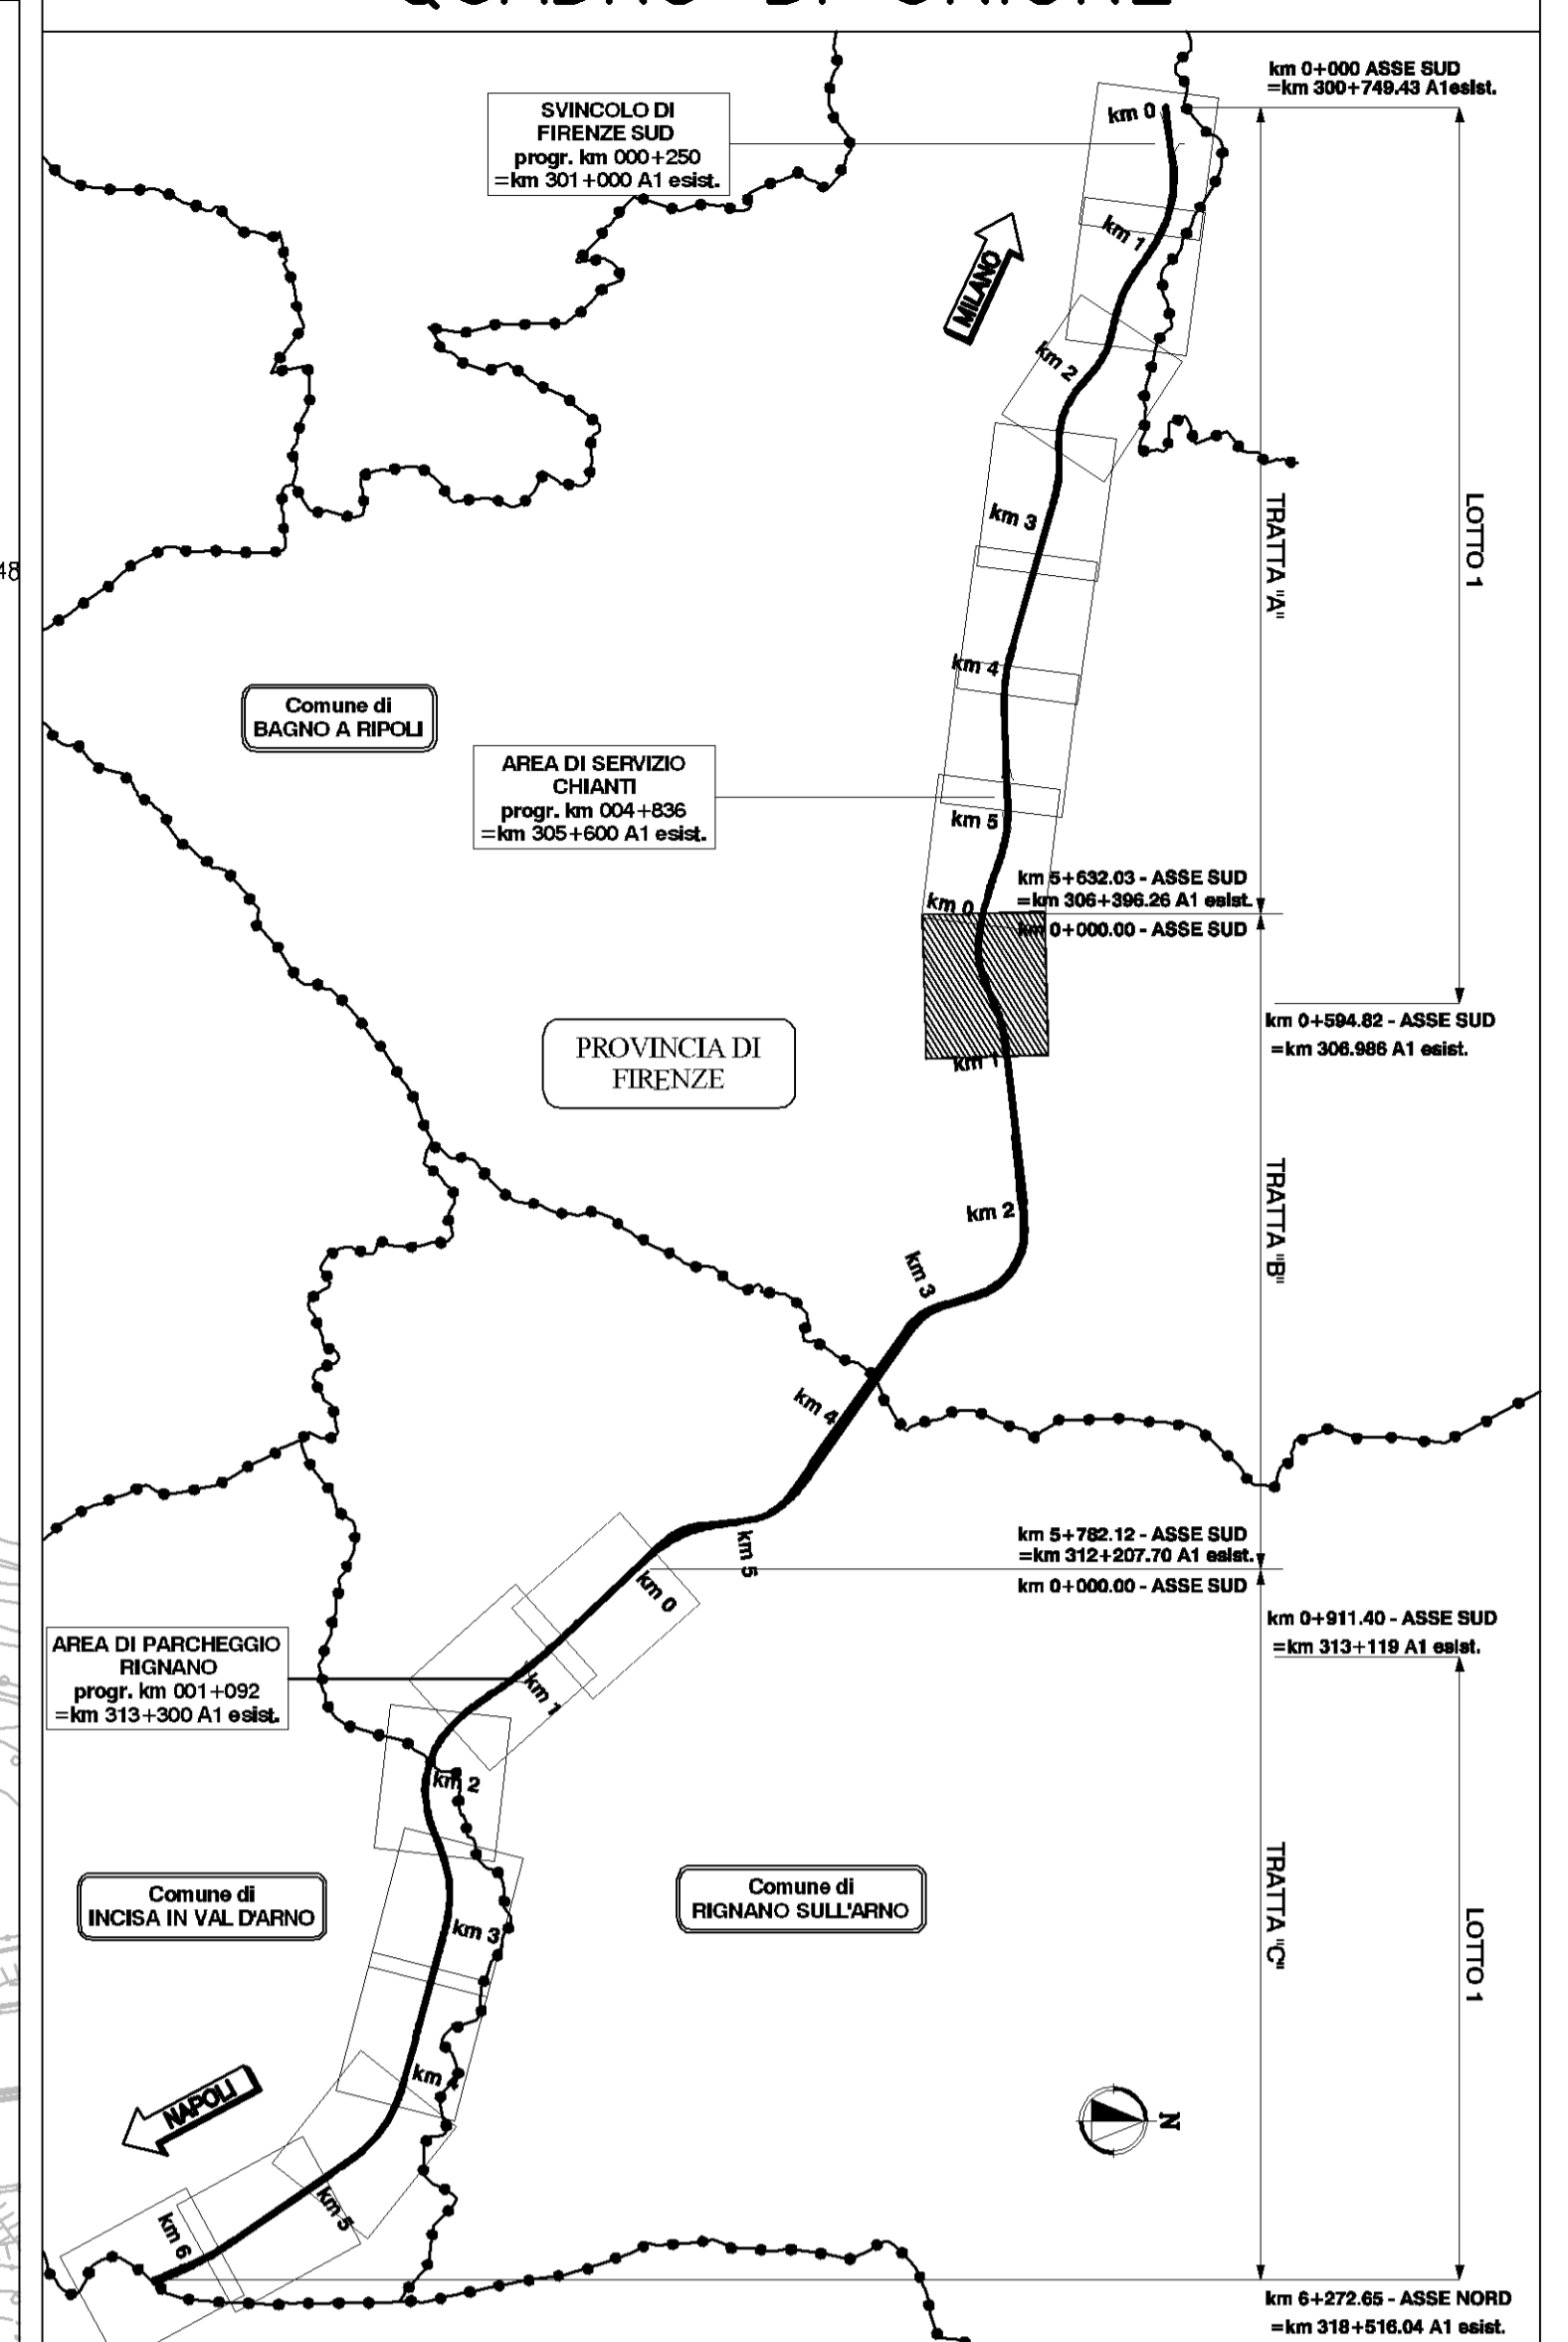 QUADRO DI UNIONE
km 0+000 ASSE SUD
=km 300+749.43 A1esist.
SVINCOLO DI
FIRENZE SUD
progr. km 000+250
=km 301+000 A1 esist.
km 0
km 1
MILANO
km 2
km 3
TRATTA "A"
LOTTO 1
48
km 4
Comune di
BAGNO A RIPOLI
AREA DI SERVIZIO
CHIANTI
progr. km 004+836
=km 305+600 A1 esist.
km 5
km 5+632.03 - ASSE SUD
=km 306+396.26 A1 esist.
km 0
km 0+000.00 - ASSE SUD
km 0+594.82 - ASSE SUD
=km 306.986 A1 esist.
PROVINCIA DI
FIRENZE
km 1
km 2
TRATTA "B"
km 3
km 4
km 5
km 5+782.12 - ASSE SUD
=km 312+207.70 A1 esist.
km 0+000.00 - ASSE SUD
km 0
km 0+911.40 - ASSE SUD
=km 313+119 A1 esist.
AREA DI PARCHEGGIO
RIGNANO
progr. km 001+092
=km 313+300 A1 esist.
km 1
km 2
Comune di
INCISA IN VAL D'ARNO
Comune di
RIGNANO SULL'ARNO
km 3
TRATTA "C"
LOTTO 1
km 4
NAPOLI
N
km 5
km 6
km 6+272.65 - ASSE NORD
=km 318+516.04 A1 esist.